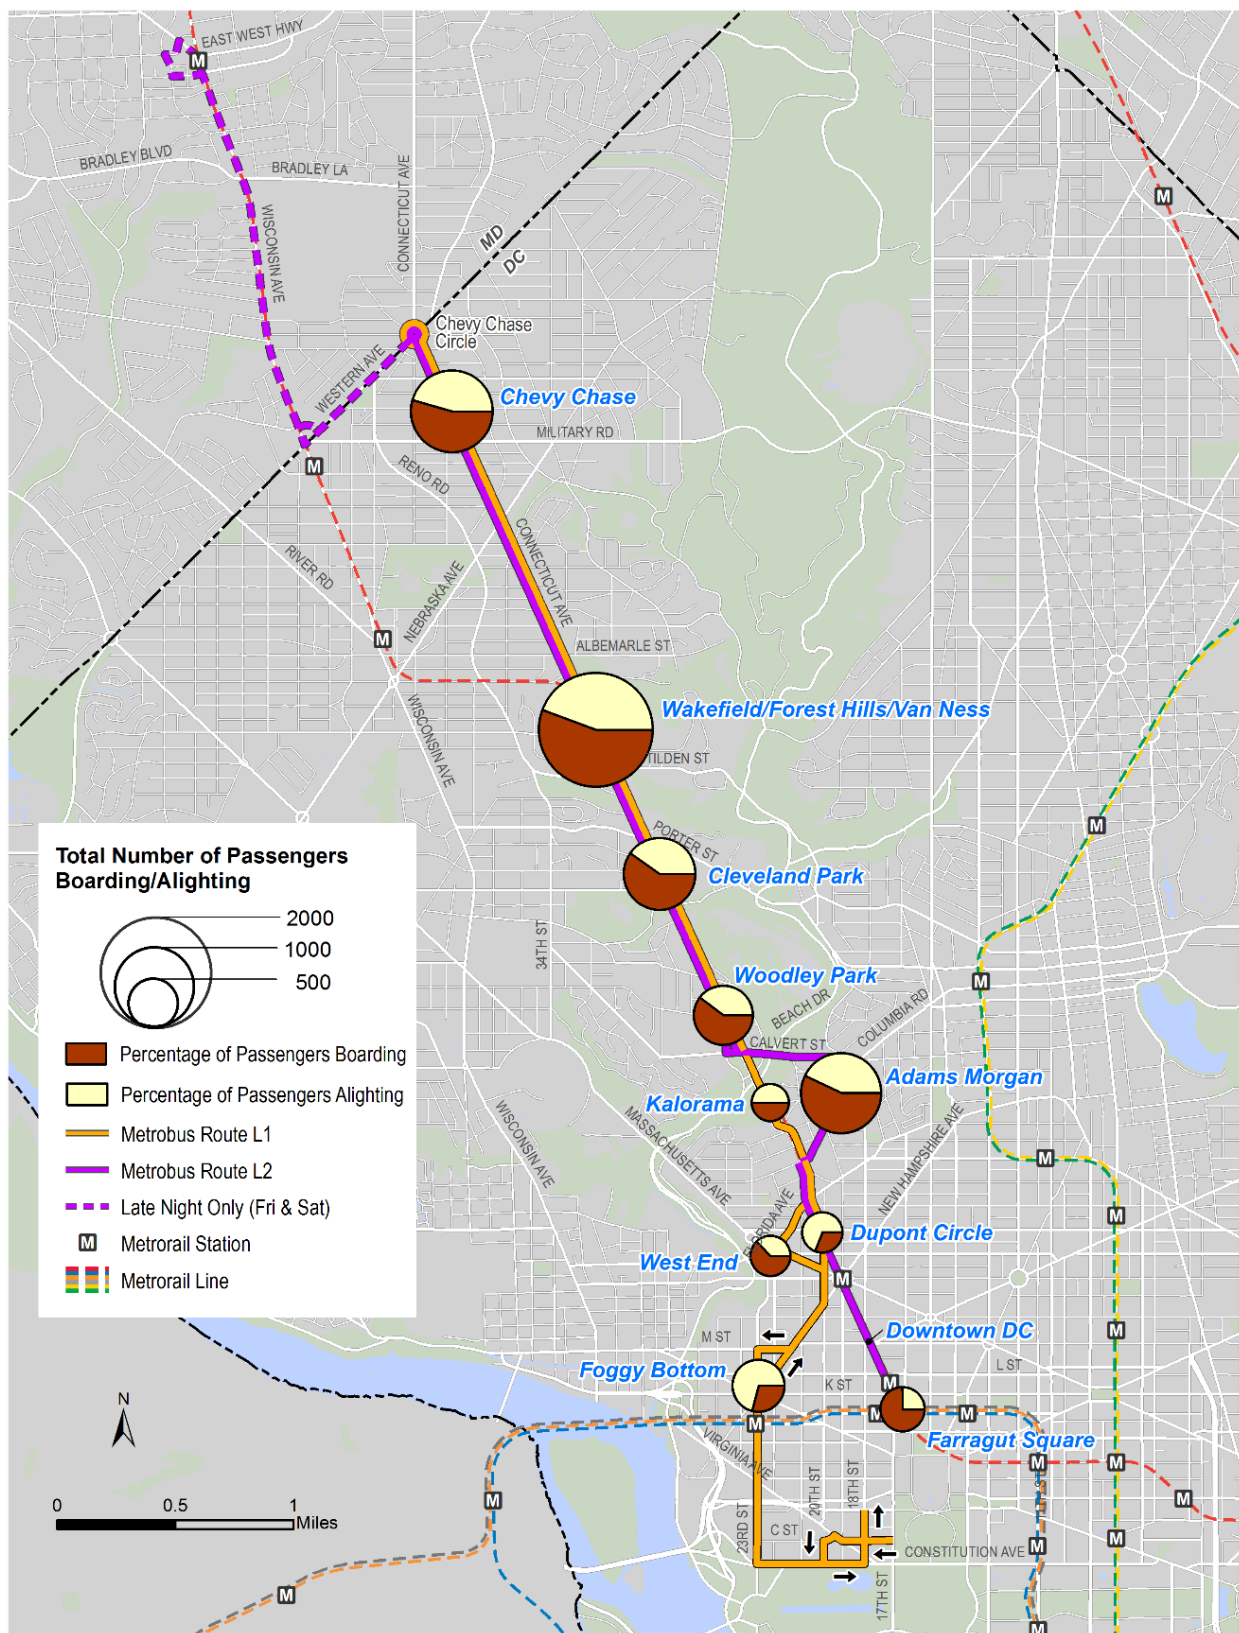 EAST WEST HWY
M
M
BRADLEY BLVD
BRADLEY LA
WISCONSIN AVE
CONNECTICUT AVE
MD
DC
Chevy Chase
Circle
WESTERN AVE
Chevy Chase
MILITARY RD
M
RENO RD
CONNECTICUT AVE
RIVER RD
NEBRASKA AVE
M
ALBEMARLE ST
WISCONSIN AVE
Wakefield/Forest Hills/Van Ness
TILDEN ST
PORTER ST
M
Cleveland Park
Total Number of Passengers
Boarding/Alighting
2000
1000
500
Percentage of Passengers Boarding
Percentage of Passengers Alighting
Metrobus Route L1
Metrobus Route L2
Late Night Only (Fri & Sat)
M Metrorail Station
Metrorail Line
34TH ST
Woodley Park
M
BEACH DR
COLUMBIA RD
CALVERT ST
Adams Morgan
Kalorama
WISCONSIN AVE
MASSACHUSETTS AVE
NEW HAMPSHIRE AVE
M
FLORIDA AVE
Dupont Circle
M
West End
M
Downtown DC
M
M ST
L ST
Foggy Bottom
K ST
M
M
M
M
Farragut Square
VIRGINIA AVE
M
M
N
M
M
20TH ST
18TH ST
23RD ST
C ST
CONSTITUTION AVE
M
M
17TH ST
M
M
0
0.5
1
Miles